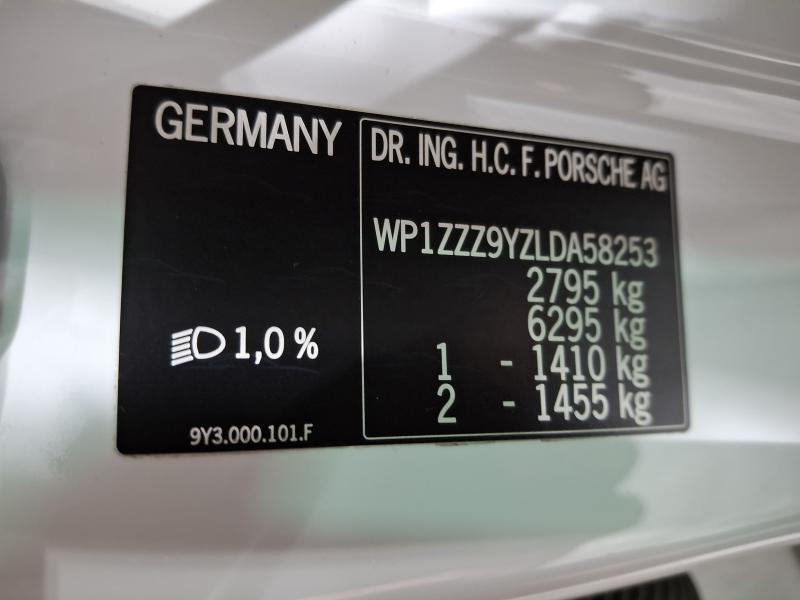 GERMANY
1,0 %
9Y3.000.101.F
DR. ING. H.C. F. PORSCHE AG
WP1ZZZ9YZLDA58253
2795 kg
6295 kg
1 - 1410 kg
2 - 1455 kg